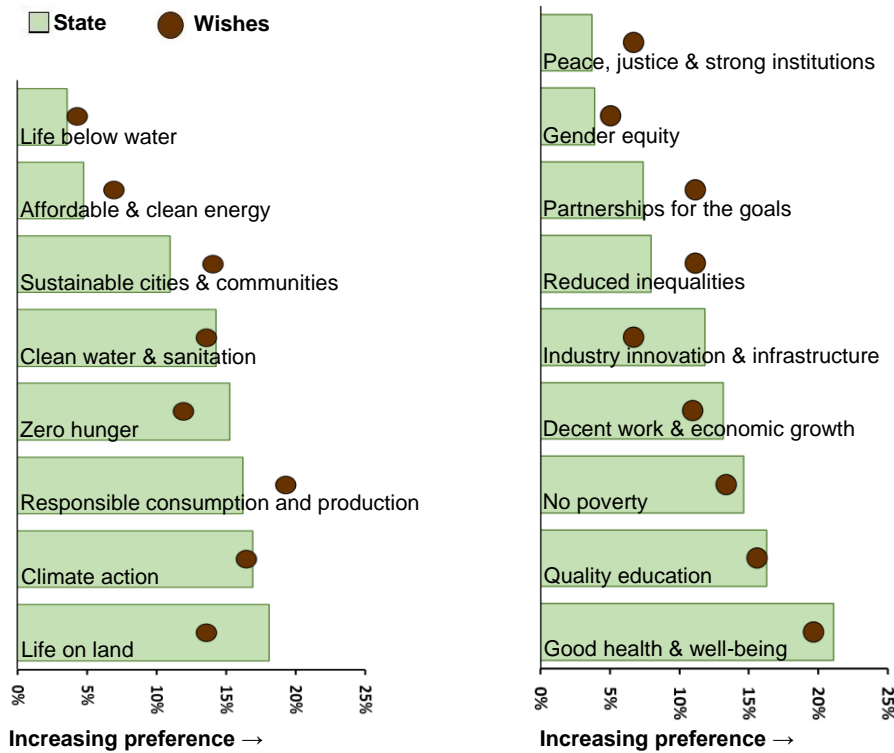 State
Wishes
Life below water
Affordable & clean energy
Sustainable cities & communities
Clean water & sanitation
Zero hunger
Responsible consumption and production
Climate action
Life on land
0%
5%
10%
15%
20%
25%
Increasing preference →
Peace, justice & strong institutions
Gender equity
Partnerships for the goals
Reduced inequalities
Industry innovation & infrastructure
Decent work & economic growth
No poverty
Quality education
Good health & well-being
0%
5%
10%
15%
20%
25%
Increasing preference →